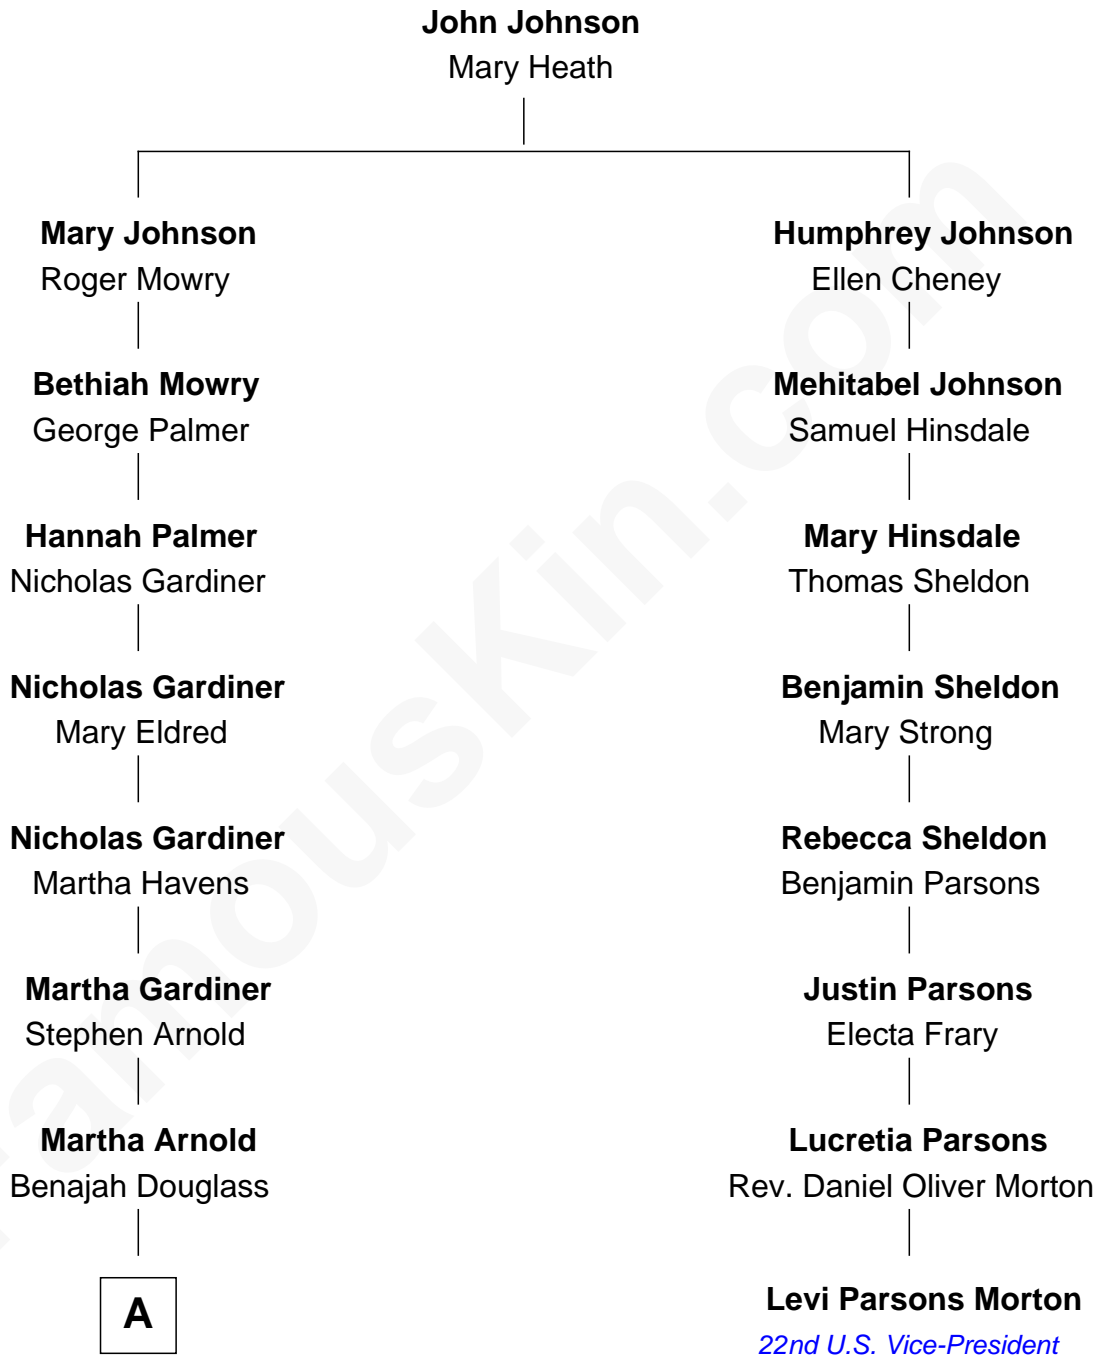 John Johnson
Mary Heath
Mary Johnson
Roger Mowry
Humphrey Johnson
Ellen Cheney
Bethiah Mowry
George Palmer
Mehitabel Johnson
Samuel Hinsdale
Hannah Palmer
Nicholas Gardiner
Mary Hinsdale
Thomas Sheldon
Nicholas Gardiner
Mary Eldred
Benjamin Sheldon
Mary Strong
Nicholas Gardiner
Martha Havens
Rebecca Sheldon
Benjamin Parsons
Martha Gardiner
Stephen Arnold
Justin Parsons
Electa Frary
Martha Arnold
Benajah Douglass
Lucretia Parsons
Rev. Daniel Oliver Morton
A
Levi Parsons Morton
22nd U.S. Vice-President
FamousKin.com